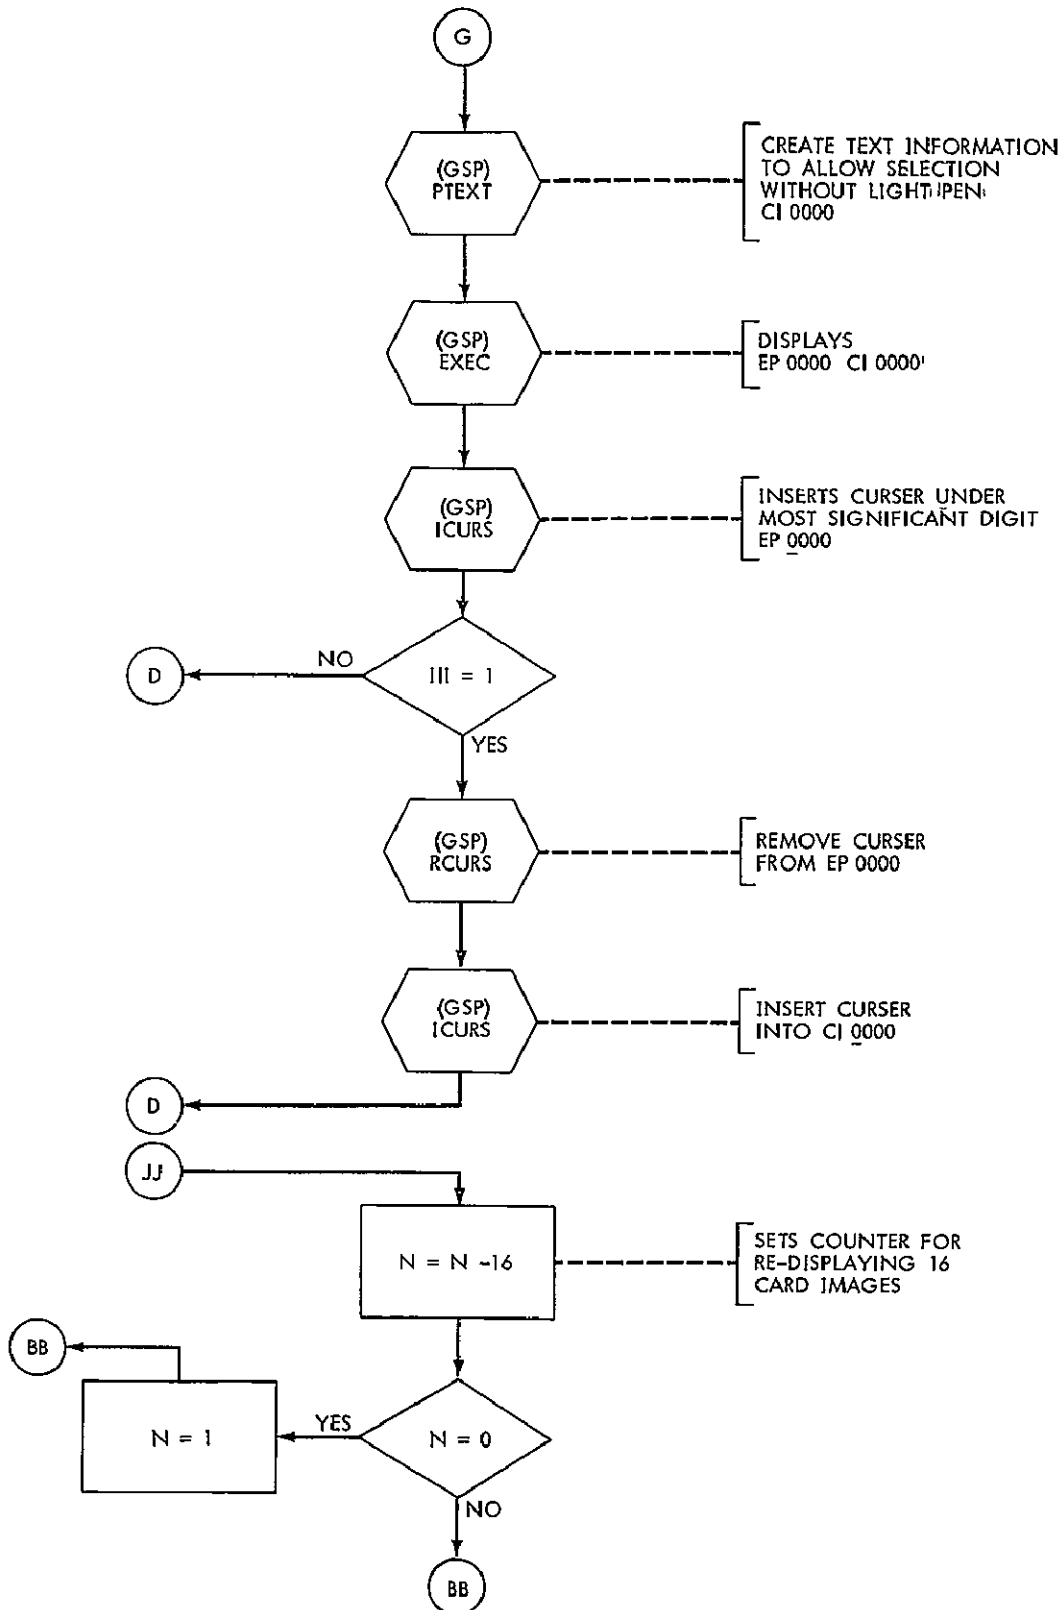 G
(GSP)
PTEXT
CREATE TEXT INFORMATION
TO ALLOW SELECTION
WITHOUT LIGHT PEN
CI 0000
(GSP)
EXEC
DISPLAYS
EP 0000 CI 0000
(GSP)
ICURS
INSERTS CURSER UNDER
MOST SIGNIFICANT DIGIT
EP 0000
III = 1
NO
D
YES
(GSP)
RCURS
REMOVE CURSER
FROM EP 0000
(GSP)
ICURS
INSERT CURSER
INTO CI 0000
D
JJ
N = N -16
SETS COUNTER FOR
RE-DISPLAYING 16
CARD IMAGES
BB
N = 1
YES
N = 0
NO
BB